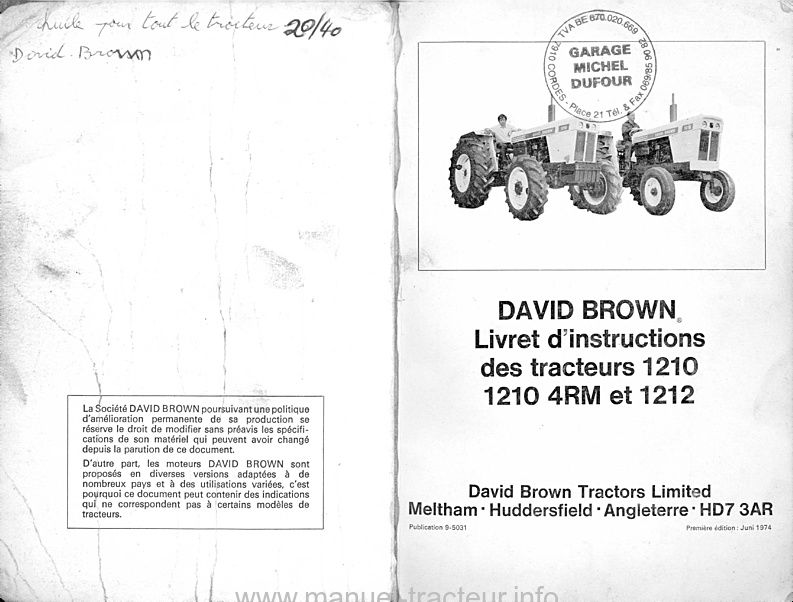 huile pour tout le tracteur 20/40
David Brown
La Société DAVID BROWN poursuivant une politique
d'amélioration permanente de sa production se
réserve le droit de modifier sans préavis les spécifi-
cations de son matériel qui peuvent avoir changé
depuis la parution de ce document.
D'autre part, les moteurs DAVID BROWN sont
proposés en diverses versions adaptées à de
nombreux pays et à des utilisations variées, c'est
pourquoi ce document peut contenir des indications
qui ne correspondent pas à certains modèles de
tracteurs.
TVA BE 870.020.669
GARAGE
MICHEL
DUFOUR
7910 CORDES - Place 21 Tél. & Fax 069/85 90 82
DAVID BROWN®
Livret d'instructions
des tracteurs 1210
1210 4RM et 1212
David Brown Tractors Limited
Meltham · Huddersfield · Angleterre · HD7 3AR
Publication 9-5031
Première édition : Juni 1974
www.manuel-tracteur.info